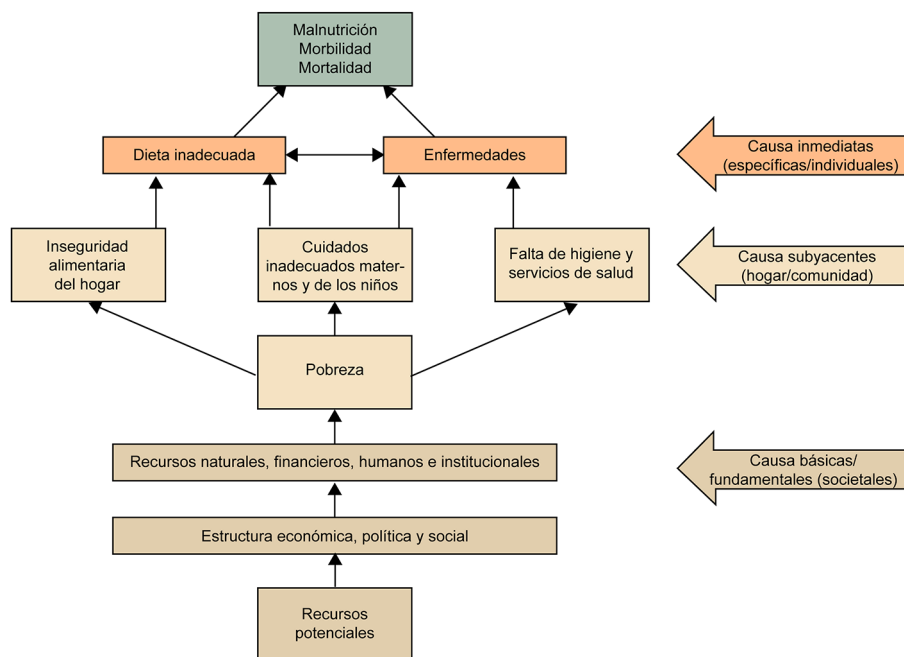 Malnutrición
Morbilidad
Mortalidad
Dieta inadecuada
Enfermedades
Causa inmediatas
(específicas/individuales)
Inseguridad
alimentaria
del hogar
Cuidados
inadecuados mater-
nos y de los niños
Falta de higiene y
servicios de salud
Causa subyacentes
(hogar/comunidad)
Pobreza
Recursos naturales, financieros, humanos e institucionales
Causa básicas/
fundamentales (societales)
Estructura económica, política y social
Recursos
potenciales